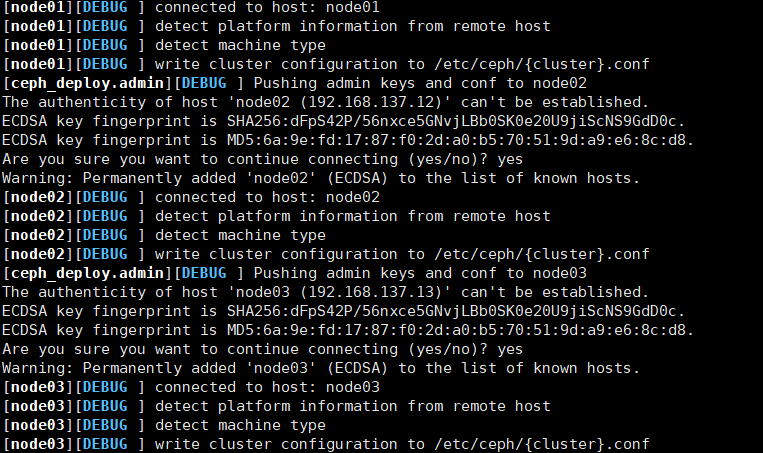 [node01][DEBUG ] connected to host: node01
[node01][DEBUG ] detect platform information from remote host
[node01][DEBUG ] detect machine type
[node01][DEBUG ] write cluster configuration to /etc/ceph/{cluster}.conf
[ceph_deploy.admin][DEBUG ] Pushing admin keys and conf to node02
The authenticity of host 'node02 (192.168.137.12)' can't be established.
ECDSA key fingerprint is SHA256:dFpS42P/56nxce5GNvjLBb0SK0e20U9jiScNS9GdD0c.
ECDSA key fingerprint is MD5:6a:9e:fd:17:87:f0:2d:a0:b5:70:51:9d:a9:e6:8c:d8.
Are you sure you want to continue connecting (yes/no)? yes
Warning: Permanently added 'node02' (ECDSA) to the list of known hosts.
[node02][DEBUG ] connected to host: node02
[node02][DEBUG ] detect platform information from remote host
[node02][DEBUG ] detect machine type
[node02][DEBUG ] write cluster configuration to /etc/ceph/{cluster}.conf
[ceph_deploy.admin][DEBUG ] Pushing admin keys and conf to node03
The authenticity of host 'node03 (192.168.137.13)' can't be established.
ECDSA key fingerprint is SHA256:dFpS42P/56nxce5GNvjLBb0SK0e20U9jiScNS9GdD0c.
ECDSA key fingerprint is MD5:6a:9e:fd:17:87:f0:2d:a0:b5:70:51:9d:a9:e6:8c:d8.
Are you sure you want to continue connecting (yes/no)? yes
Warning: Permanently added 'node03' (ECDSA) to the list of known hosts.
[node03][DEBUG ] connected to host: node03
[node03][DEBUG ] detect platform information from remote host
[node03][DEBUG ] detect machine type
[node03][DEBUG ] write cluster configuration to /etc/ceph/{cluster}.conf